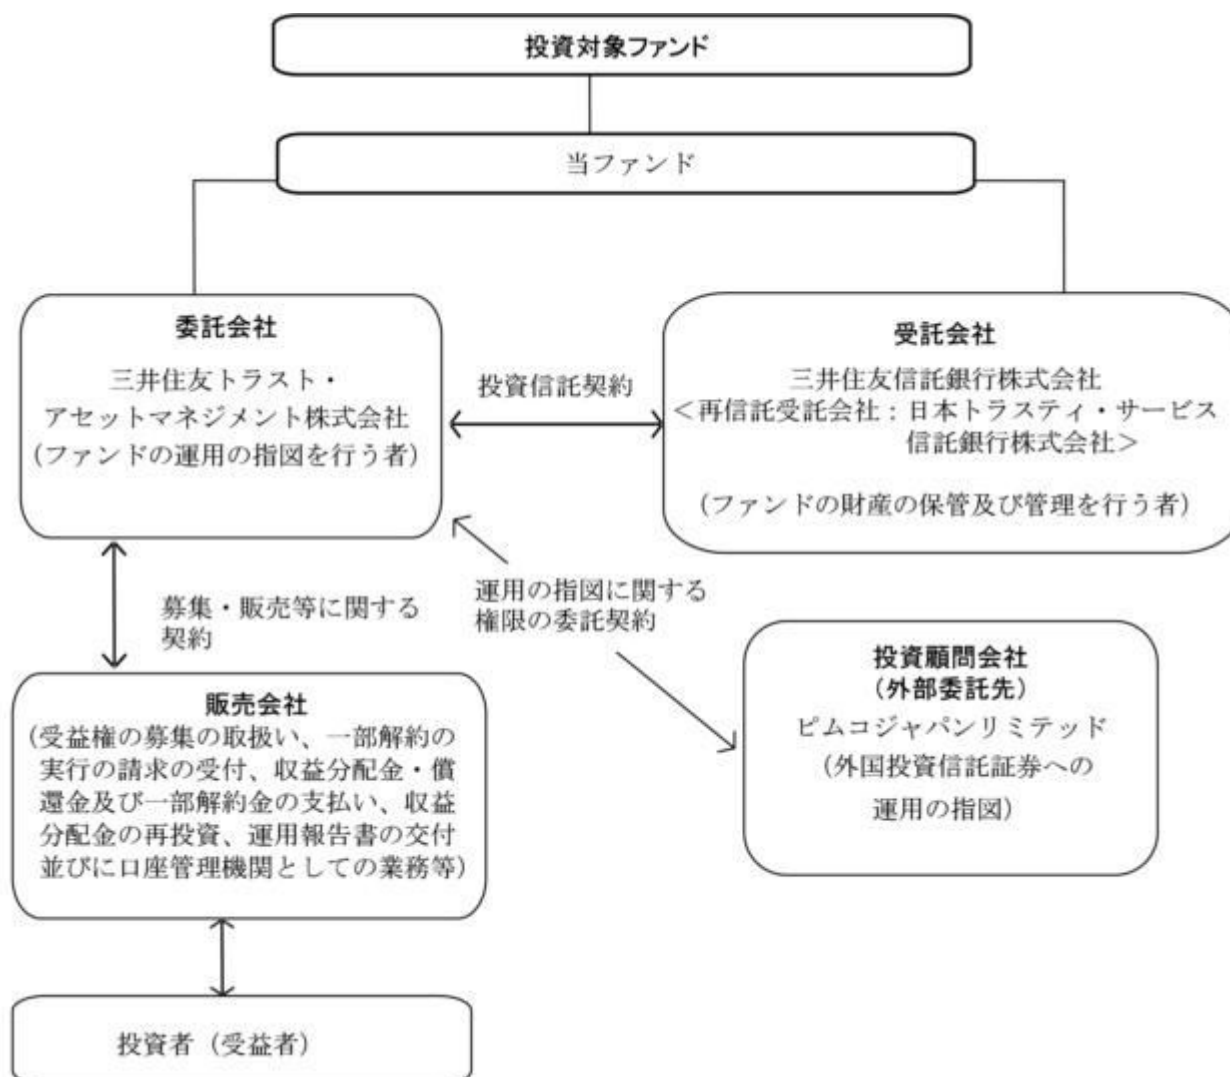 投資対象ファンド
当ファンド
委託会社
三井住友トラスト・
アセットマネジメント株式会社
(ファンドの運用の指図を行う者)
投資信託契約
受託会社
三井住友信託銀行株式会社
<再信託受託会社:日本トラスティ・サービス
信託銀行株式会社>
(ファンドの財産の保管及び管理を行う者)
募集・販売等に関する
契約
運用の指図に関する
権限の委託契約
投資顧問会社
(外部委託先)
ピムコジャパンリミテッド
(外国投資信託証券への
運用の指図)
販売会社
(受益権の募集の取扱い、一部解約の
実行の請求の受付、収益分配金・償
還金及び一部解約金の支払い、収益
分配金の再投資、運用報告書の交付
並びに口座管理機関としての業務等)
投資者(受益者)